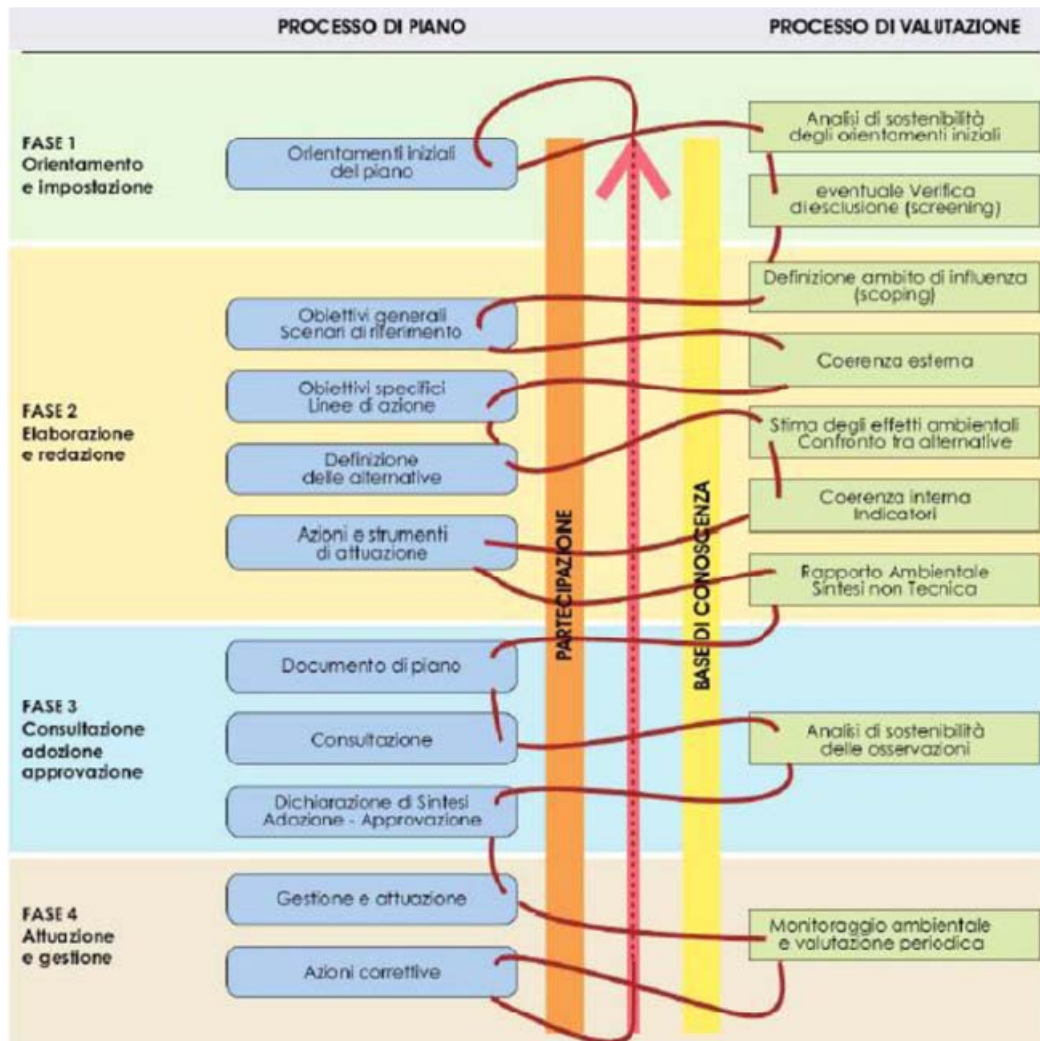 PROCESSO DI PIANO
PROCESSO DI VALUTAZIONE
FASE 1
Orientamento
e impostazione
Orientamenti iniziali
del piano
Analisi di sostenibilità
degli orientamenti iniziali
eventuale Verifica
di esclusione (screening)
FASE 2
Elaborazione
e redazione
Obiettivi generali
Scenari di riferimento
Obiettivi specifici
Linee di azione
Definizione
delle alternative
Azioni e strumenti
di attuazione
Definizione ambito di influenza
(scoping)
Coerenza esterna
Stima degli effetti ambientali
Confronto tra alternative
Coerenza interna
Indicatori
Rapporto Ambientale
Sintesi non Tecnica
PARTECIPAZIONE
BASE DI CONOSCENZA
FASE 3
Consultazione
adozione
approvazione
Documento di piano
Consultazione
Dichiarazione di Sintesi
Adozione - Approvazione
Analisi di sostenibilità
delle osservazioni
FASE 4
Attuazione
e gestione
Gestione e attuazione
Azioni correttive
Monitoraggio ambientale
e valutazione periodica